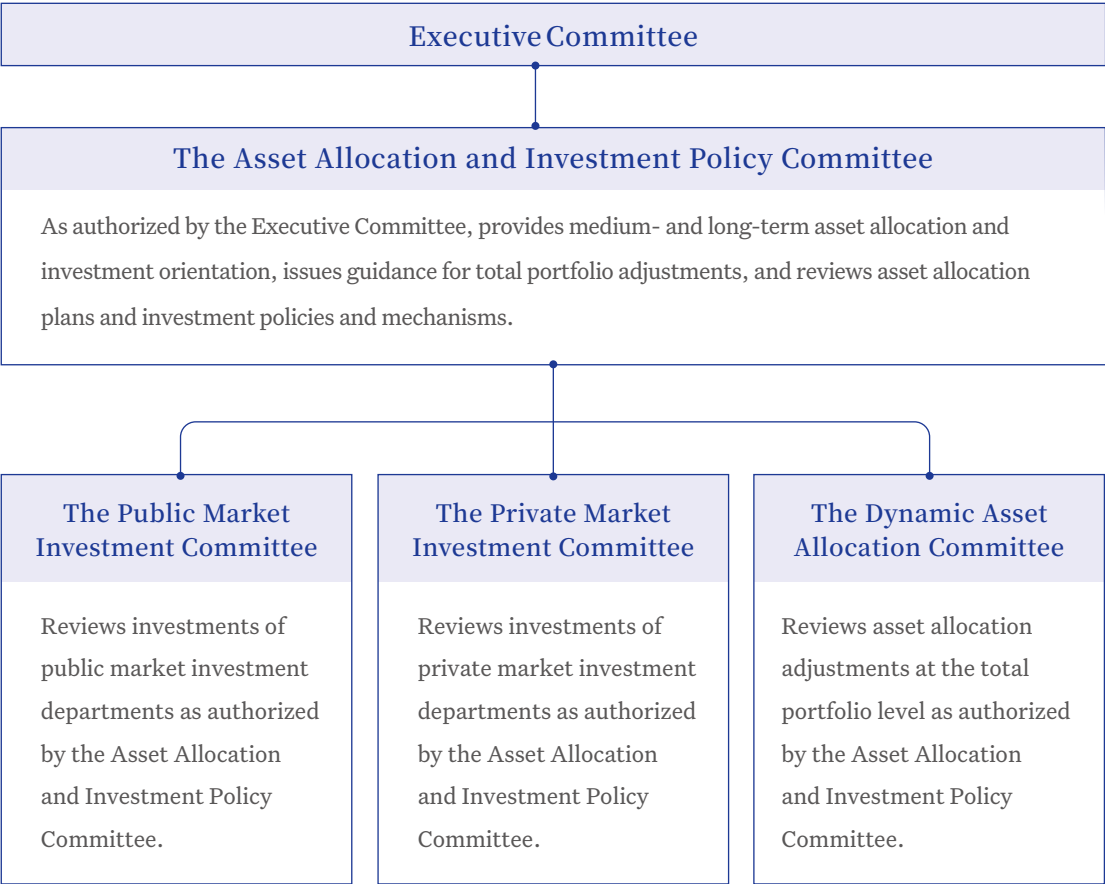 Executive Committee
The Asset Allocation and Investment Policy Committee
As authorized by the Executive Committee, provides medium- and long-term asset allocation and
investment orientation, issues guidance for total portfolio adjustments, and reviews asset allocation
plans and investment policies and mechanisms.
The Public Market
Investment Committee
Reviews investments of
public market investment
departments as authorized
by the Asset Allocation
and Investment Policy
Committee.
The Private Market
Investment Committee
Reviews investments of
private market investment
departments as authorized
by the Asset Allocation
and Investment Policy
Committee.
The Dynamic Asset
Allocation Committee
Reviews asset allocation
adjustments at the total
portfolio level as authorized
by the Asset Allocation
and Investment Policy
Committee.